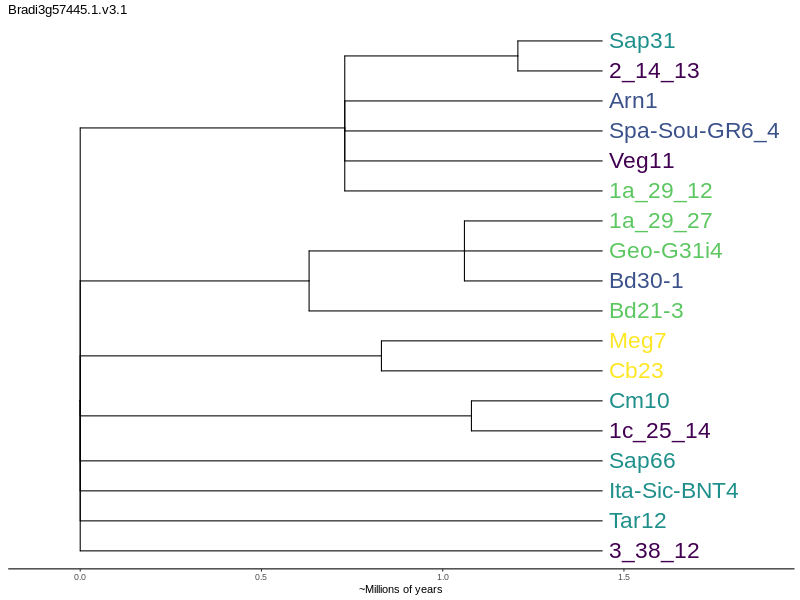 Bradi3g57445.1.v3.1
Sap31
2_14_13
Arn1
Spa-Sou-GR6_4
Veg11
1a_29_12
1a_29_27
Geo-G31i4
Bd30-1
Bd21-3
Meg7
Cb23
Cm10
1c_25_14
Sap66
Ita-Sic-BNT4
Tar12
3_38_12
0.0 0.5 1.0 1.5
~Millions of years